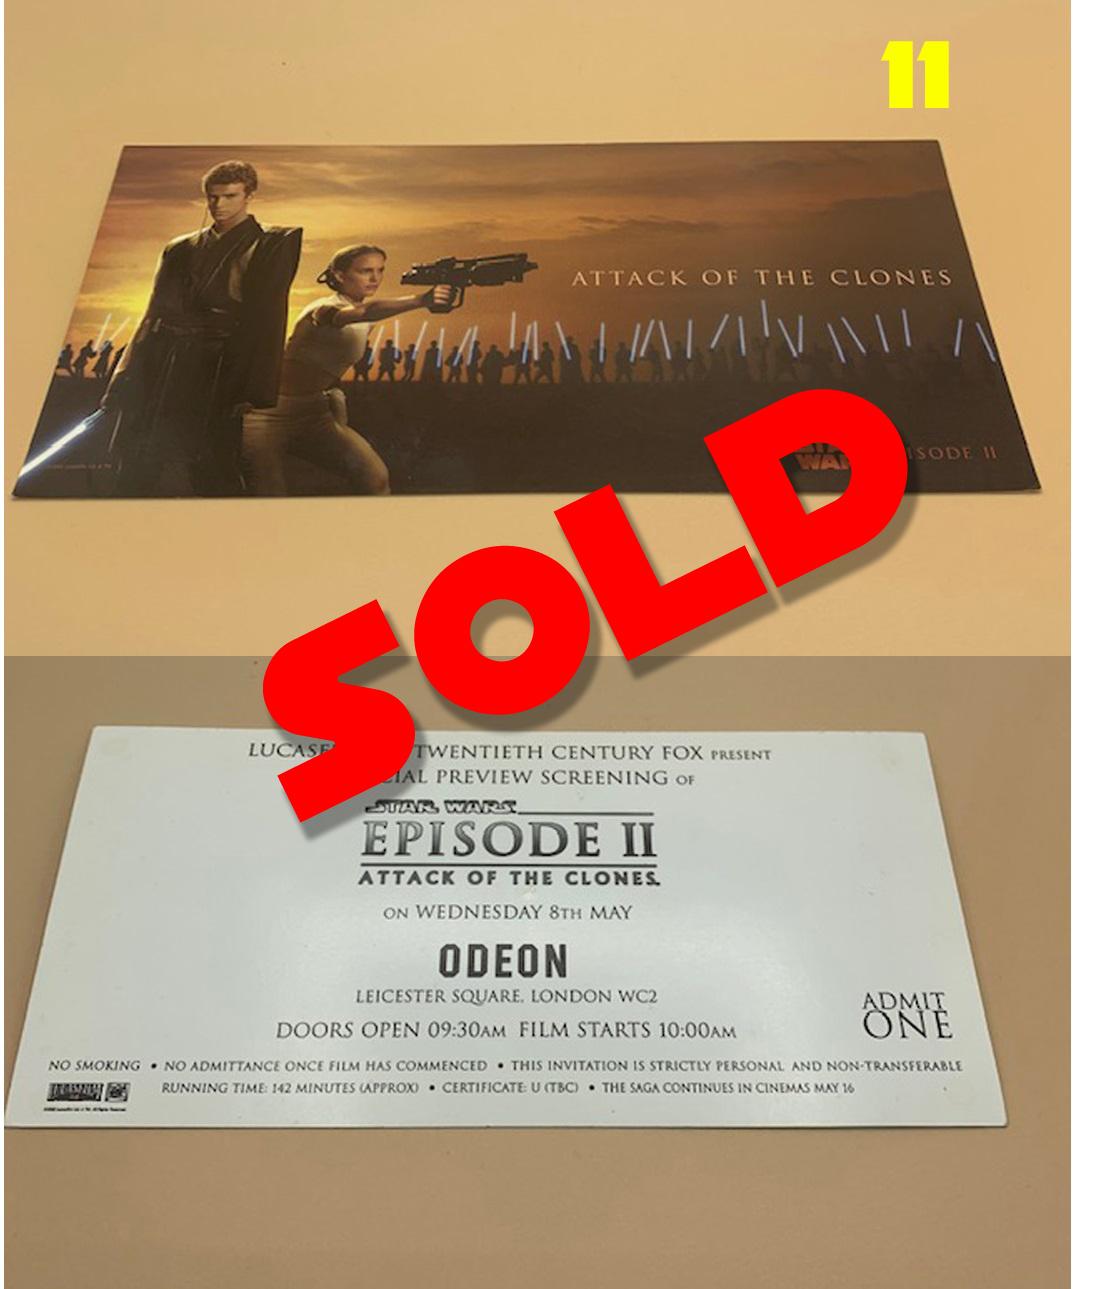 11
ATTACK OF THE CLONES
STAR
WARS
ISODE II
SOLD
TWENTIETH CENTURY FOX PRESENT
PREVIEW SCREENING OF
STAR WARS
EPISODE II
ATTACK OF THE CLONES.
ON WEDNESDAY 8TH MAY
ODEON
LEICESTER SQUARE, LONDON WC2
DOORS OPEN 09:30AM FILM STARTS 10:00AM
ADMIT
ONE
NO SMOKING • NO ADMITTANCE ONCE FILM HAS COMMENCED • THIS INVITATION IS STRICTLY PERSONAL AND NON-TRANSFERABLE
RUNNING TIME: 142 MINUTES (APPROX) • CERTIFICATE: U (TBC) • THE SAGA CONTINUES IN CINEMAS MAY 16